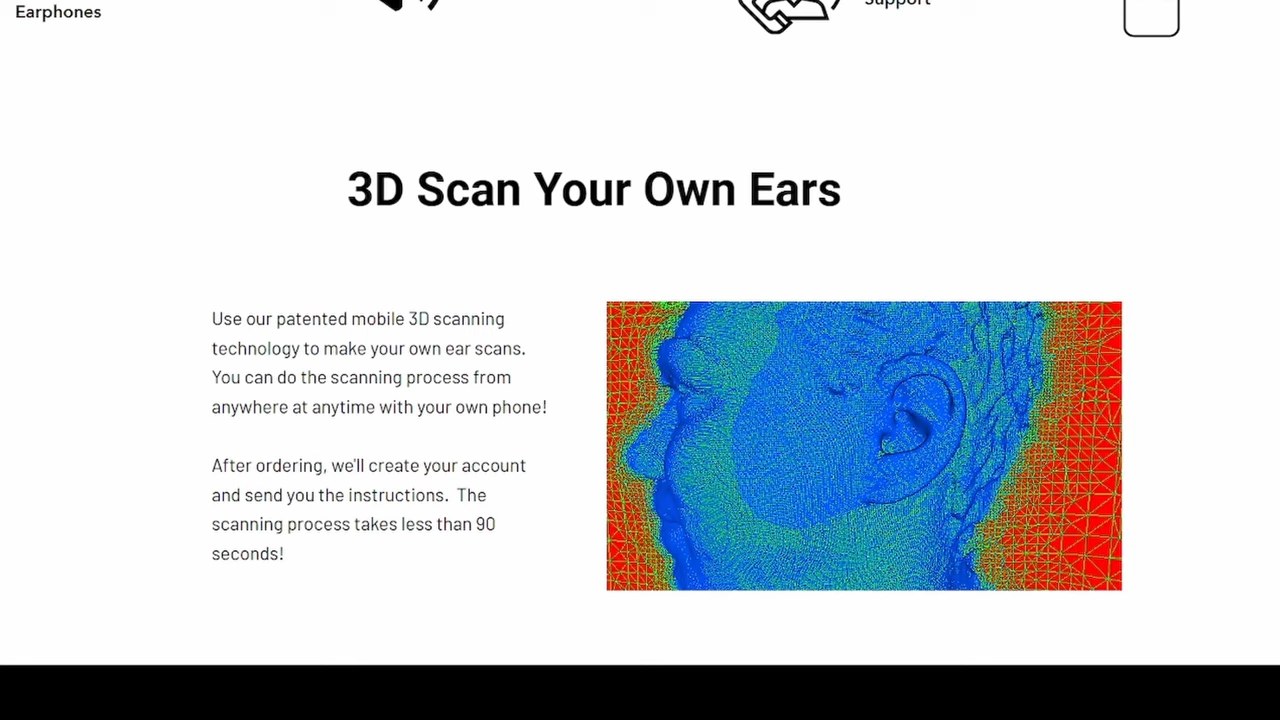 Earphones
Support
3D Scan Your Own Ears
Use our patented mobile 3D scanning
technology to make your own ear scans.
You can do the scanning process from
anywhere at anytime with your own phone!
After ordering, we'll create your account
and send you the instructions.  The
scanning process takes less than 90
seconds!